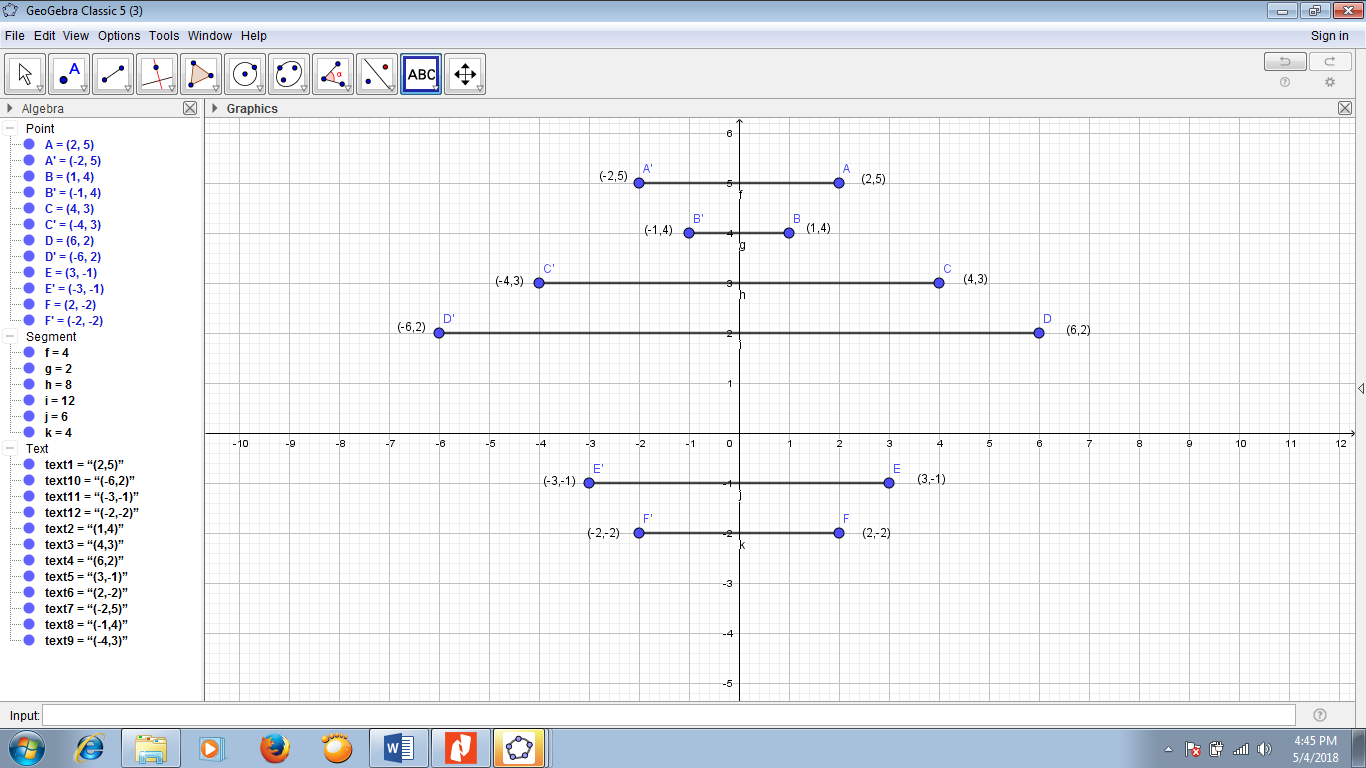 GeoGebra Classic 5 (3)
File Edit View Options Tools Window Help Sign in
A α ABC
Algebra
Graphics
Point
A = (2, 5)
A' = (-2, 5)
B = (1, 4)
B' = (-1, 4)
C = (4, 3)
C' = (-4, 3)
D = (6, 2)
D' = (-6, 2)
E = (3, -1)
E' = (-3, -1)
F = (2, -2)
F' = (-2, -2)
Segment
f = 4
g = 2
h = 8
i = 12
j = 6
k = 4
Text
text1 = “(2,5)”
text10 = “(-6,2)”
text11 = “(-3,-1)”
text12 = “(-2,-2)”
text2 = “(1,4)”
text3 = “(4,3)”
text4 = “(6,2)”
text5 = “(3,-1)”
text6 = “(2,-2)”
text7 = “(-2,5)”
text8 = “(-1,4)”
text9 = “(-4,3)”
6
A' A
(-2,5) 5 (2,5)
f
B' B
(-1,4) 4 (1,4)
g
C' C
(-4,3) 3 (4,3)
h
D' D
(-6,2) 2 (6,2)
i
1
-10 -9 -8 -7 -6 -5 -4 -3 -2 -1 0 1 2 3 4 5 6 7 8 9 10 11 12
E' E
(-3,-1) -1 (3,-1)
j
F' F
(-2,-2) -2 (2,-2)
k
-3
-4
-5
Input:
4:45 PM
5/4/2018